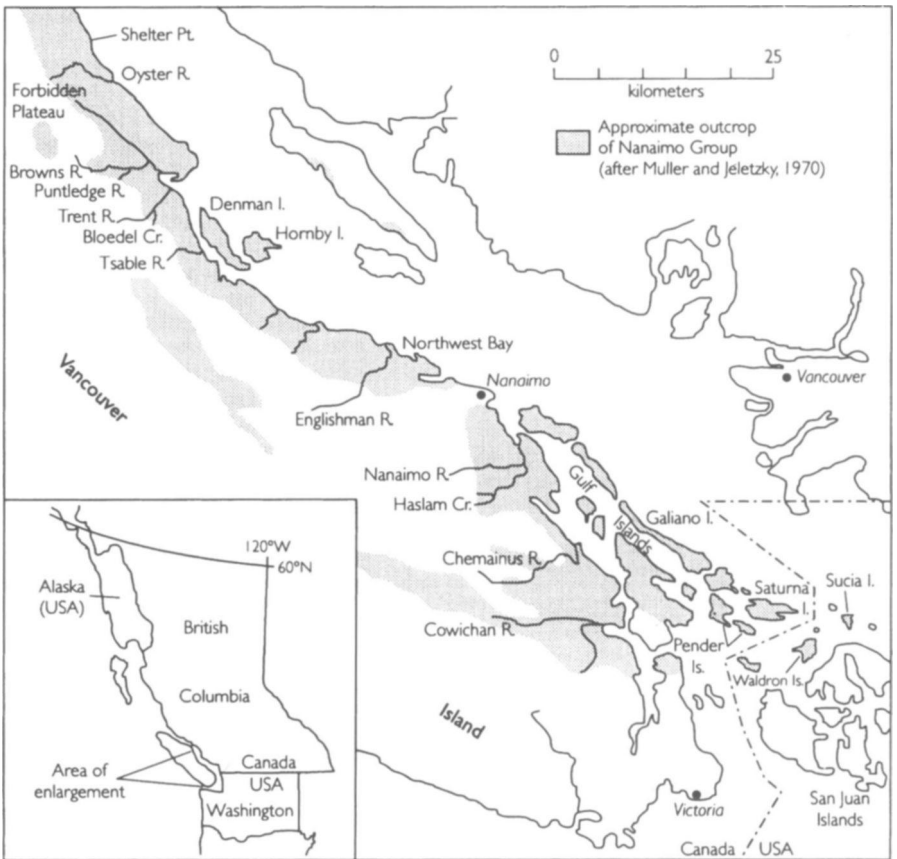 Shelter Pt.
Oyster R.
Forbidden
Plateau
Browns R.
Puntledge R.
Trent R.
Bloedel Cr.
Tsable R.
Denman I.
Hornby I.
0 25
kilometers
Approximate outcrop
of Nanaimo Group
(after Muller and Jeletzky, 1970)
Northwest Bay
Nanaimo
Vancouver
Vancouver
Englishman R.
Nanaimo R.
Haslam Cr.
Gulf
Islands
Galiano I.
Chemainus R.
Saturna
I.
Sucia I.
Cowichan R.
Pender
Is.
Waldron Is.
Island
Victoria
San Juan
Islands
Canada USA
120°W
60°N
Alaska
(USA)
British
Columbia
Area of
enlargement
Canada
USA
Washington